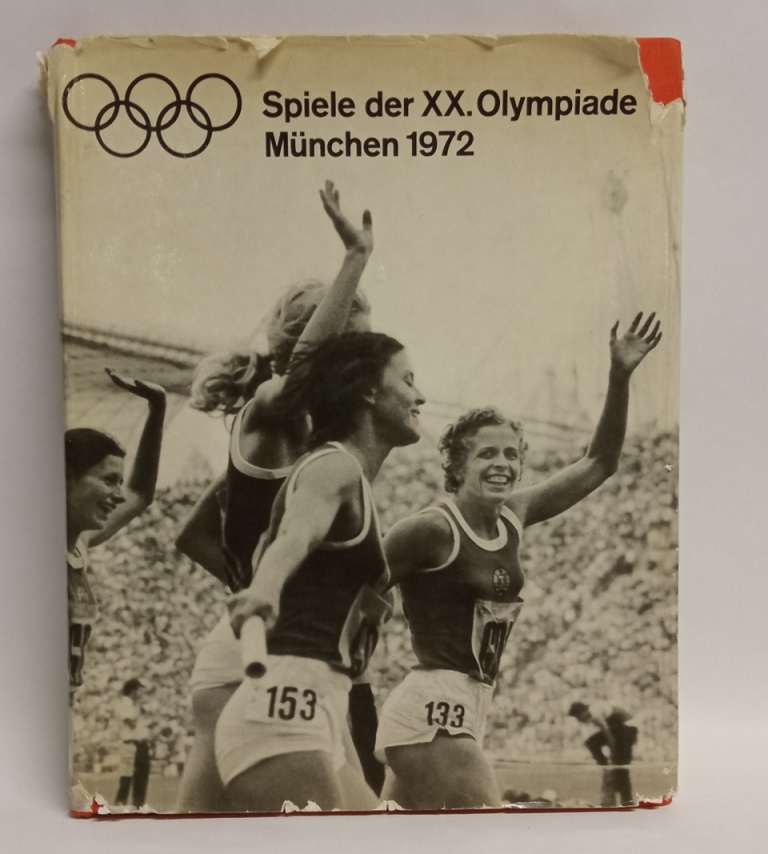 Spiele der XX. Olympiade
München 1972
153
133